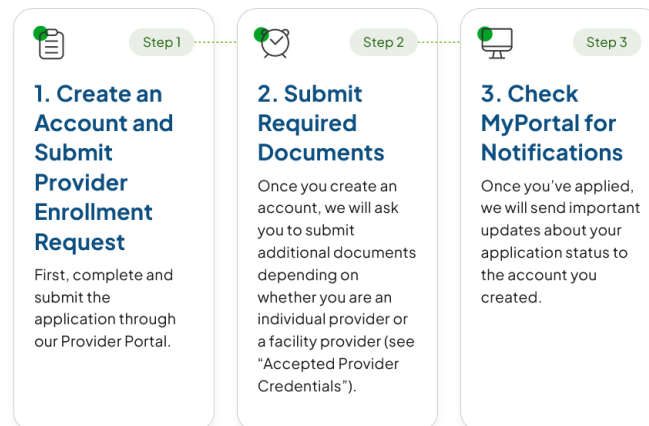 Step 1
1. Create an
Account and
Submit
Provider
Enrollment
Request
First, complete and
submit the
application through
our Provider Portal.
Step 2
2. Submit
Required
Documents
Once you create an
account, we will ask
you to submit
additional documents
depending on
whether you are an
individual provider or
a facility provider (see
“Accepted Provider
Credentials”).
Step 3
3. Check
MyPortal for
Notifications
Once you’ve applied,
we will send important
updates about your
application status to
the account you
created.